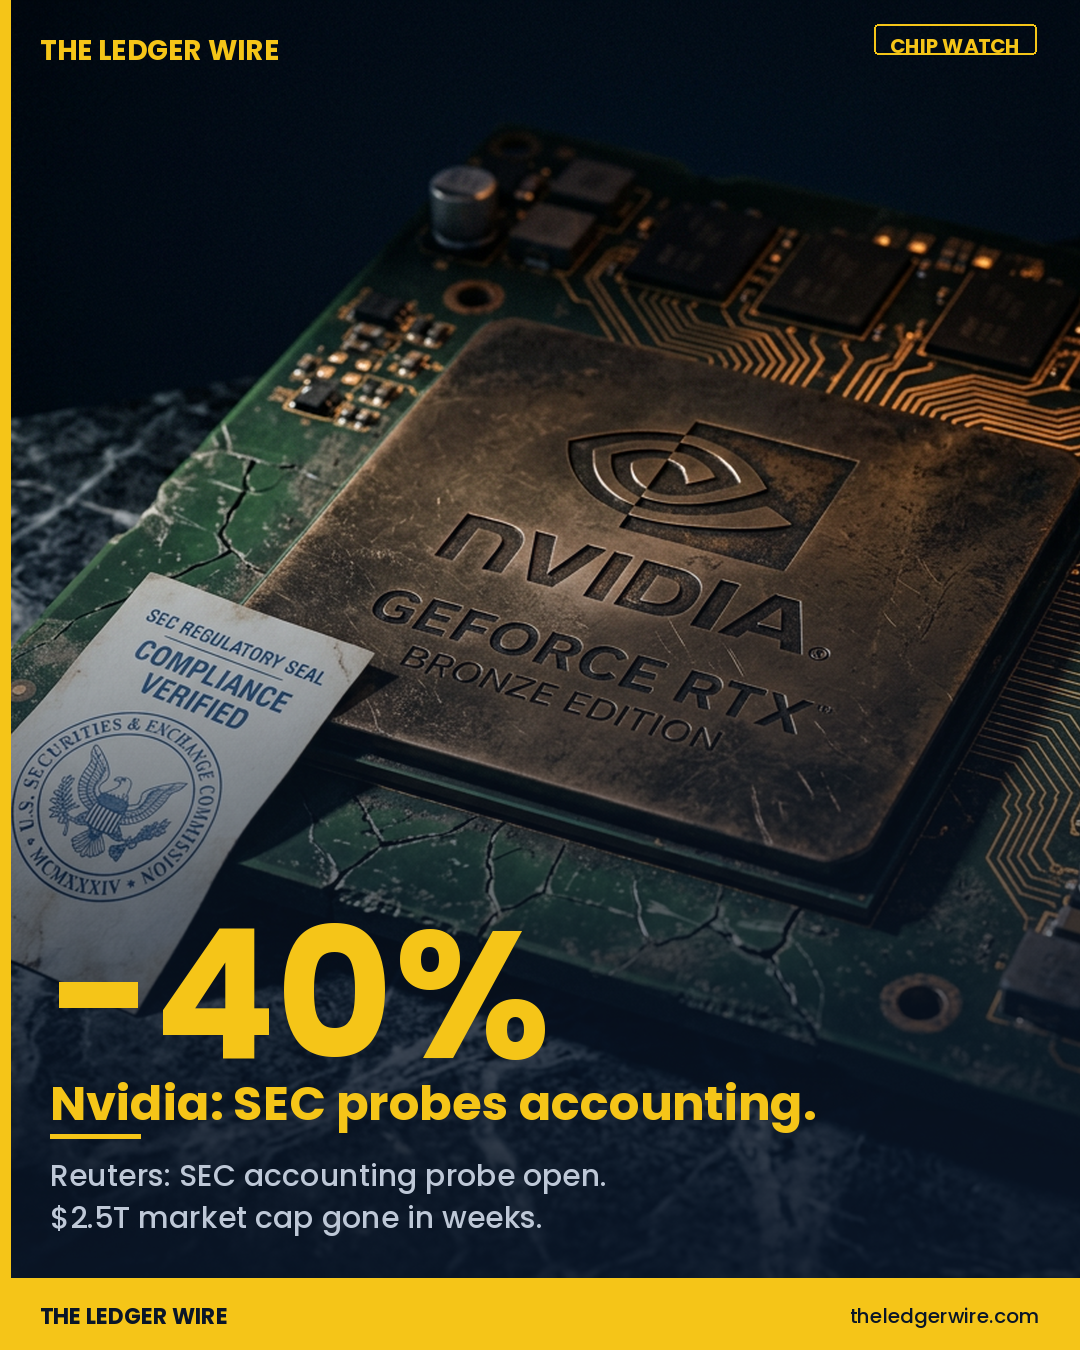 THE LEDGER WIRE
CHIP WATCH
nVIDIA®
GEFORCE RTX™
BRONZE EDITION
SEC REGULATORY SEAL
COMPLIANCE
VERIFIED
U.S. SECURITIES & EXCHANGE COMMISSION
MCMXXXIV
-40%
Nvidia: SEC probes accounting.
Reuters: SEC accounting probe open.
$2.5T market cap gone in weeks.
THE LEDGER WIRE
theledgerwire.com